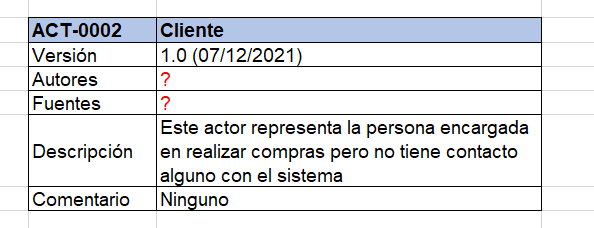 ACT-0002 Cliente
Versión 1.0 (07/12/2021)
Autores ?
Fuentes ?
Descripción Este actor representa la persona encargada
en realizar compras pero no tiene contacto
alguno con el sistema
Comentario Ninguno